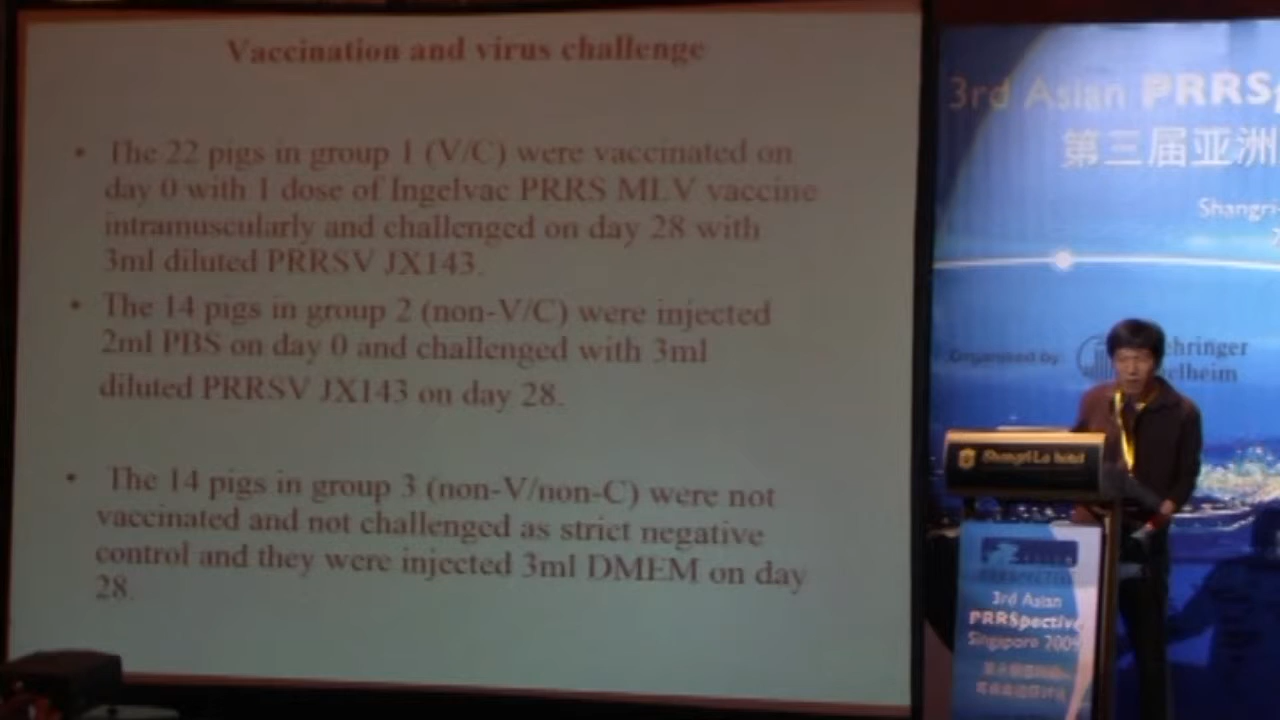 Vaccination and virus challenge
• The 22 pigs in group 1 (V/C) were vaccinated on
day 0 with 1 dose of Ingelvac PRRS MLV vaccine
intramuscularly and challenged on day 28 with
3ml diluted PRRSV JX143.
• The 14 pigs in group 2 (non-V/C) were injected
2ml PBS on day 0 and challenged with 3ml
diluted PRRSV JX143 on day 28.
• The 14 pigs in group 3 (non-V/non-C) were not
vaccinated and not challenged as strict negative
control and they were injected 3ml DMEM on day
28.
3rd Asian PRRSp
第三届亚洲
Shangri-
Organised by
ehringer
elheim
Shangri-La hotel
3rd Asian
PRRSpective
Singapore 2009